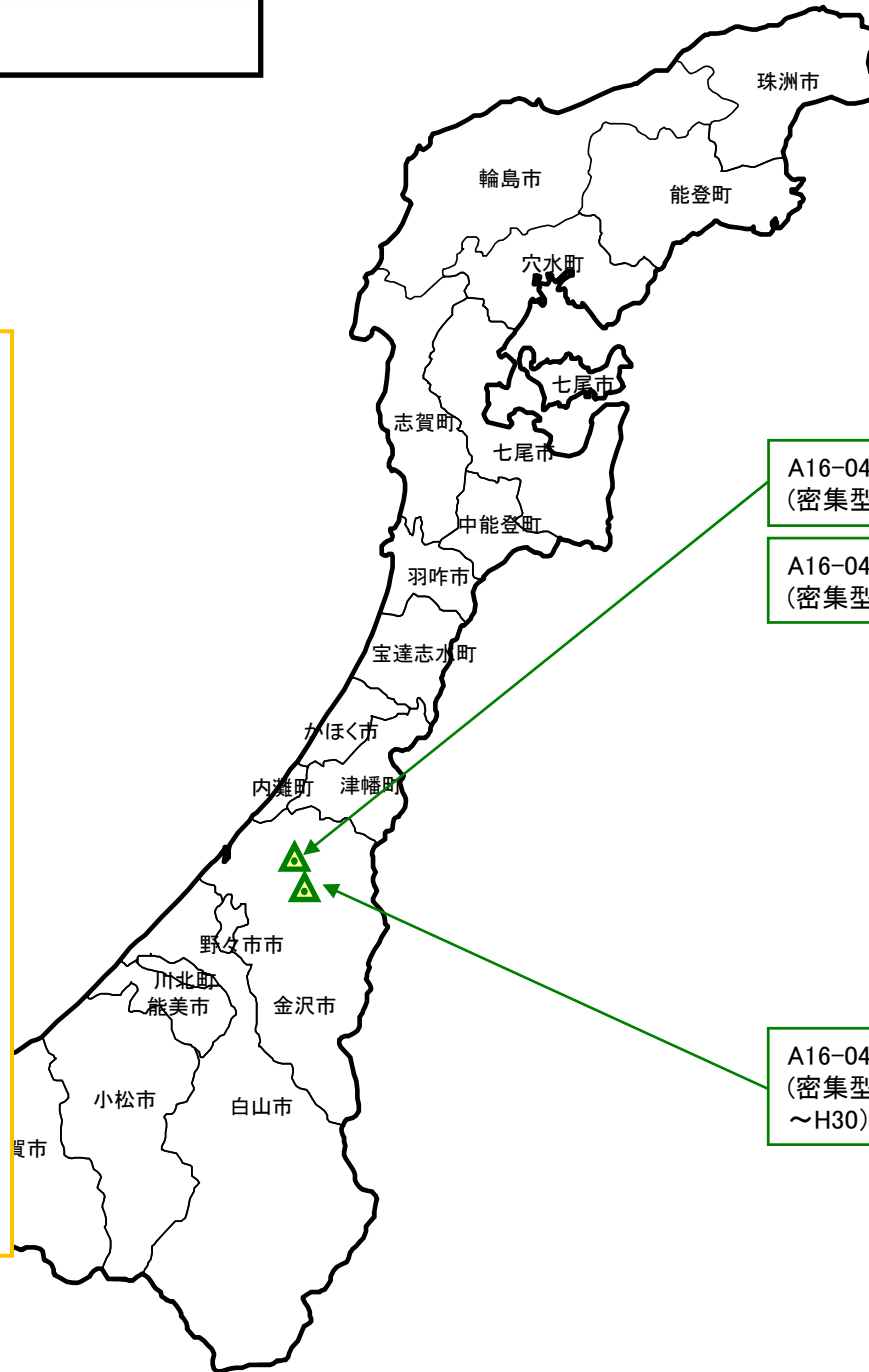 珠洲市
輪島市
能登町
穴水町
七尾市
志賀町
七尾市
A16-04
(密集型
中能登町
A16-04
(密集型
羽咋市
宝達志水町
かほく市
内灘町
津幡町
野々市市
川北町
能美市
金沢市
A16-04
(密集型
～H30)
小松市
白山市
賀市